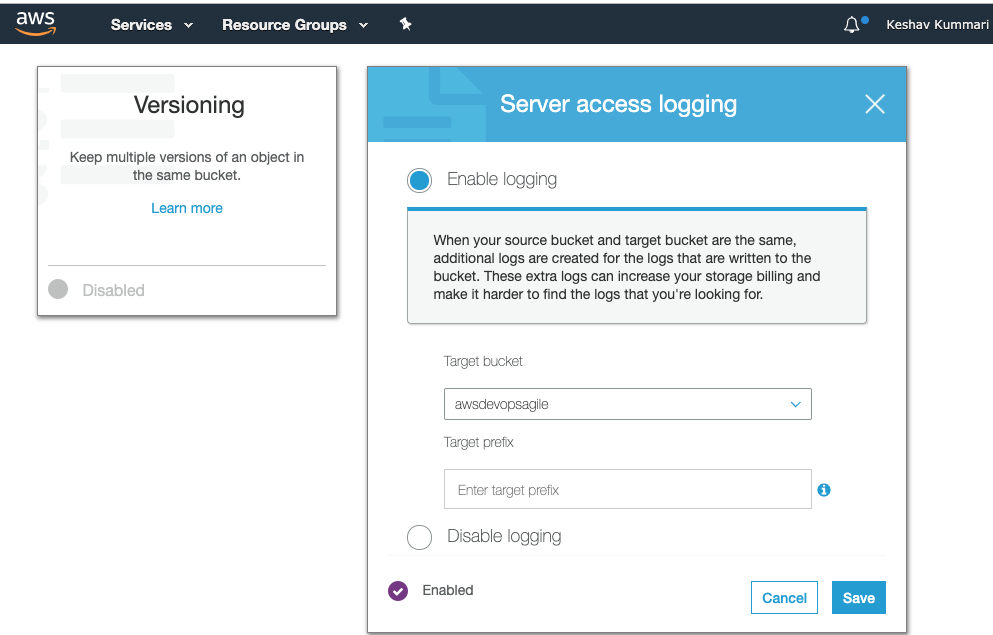 aws
Services
Resource Groups
Keshav Kummari
Versioning
Keep multiple versions of an object in
the same bucket.
Learn more
Disabled
Server access logging
Enable logging
When your source bucket and target bucket are the same,
additional logs are created for the logs that are written to the
bucket. These extra logs can increase your storage billing and
make it harder to find the logs that you're looking for.
Target bucket
awsdevopsagile
Target prefix
Enter target prefix
Disable logging
Enabled
Cancel
Save